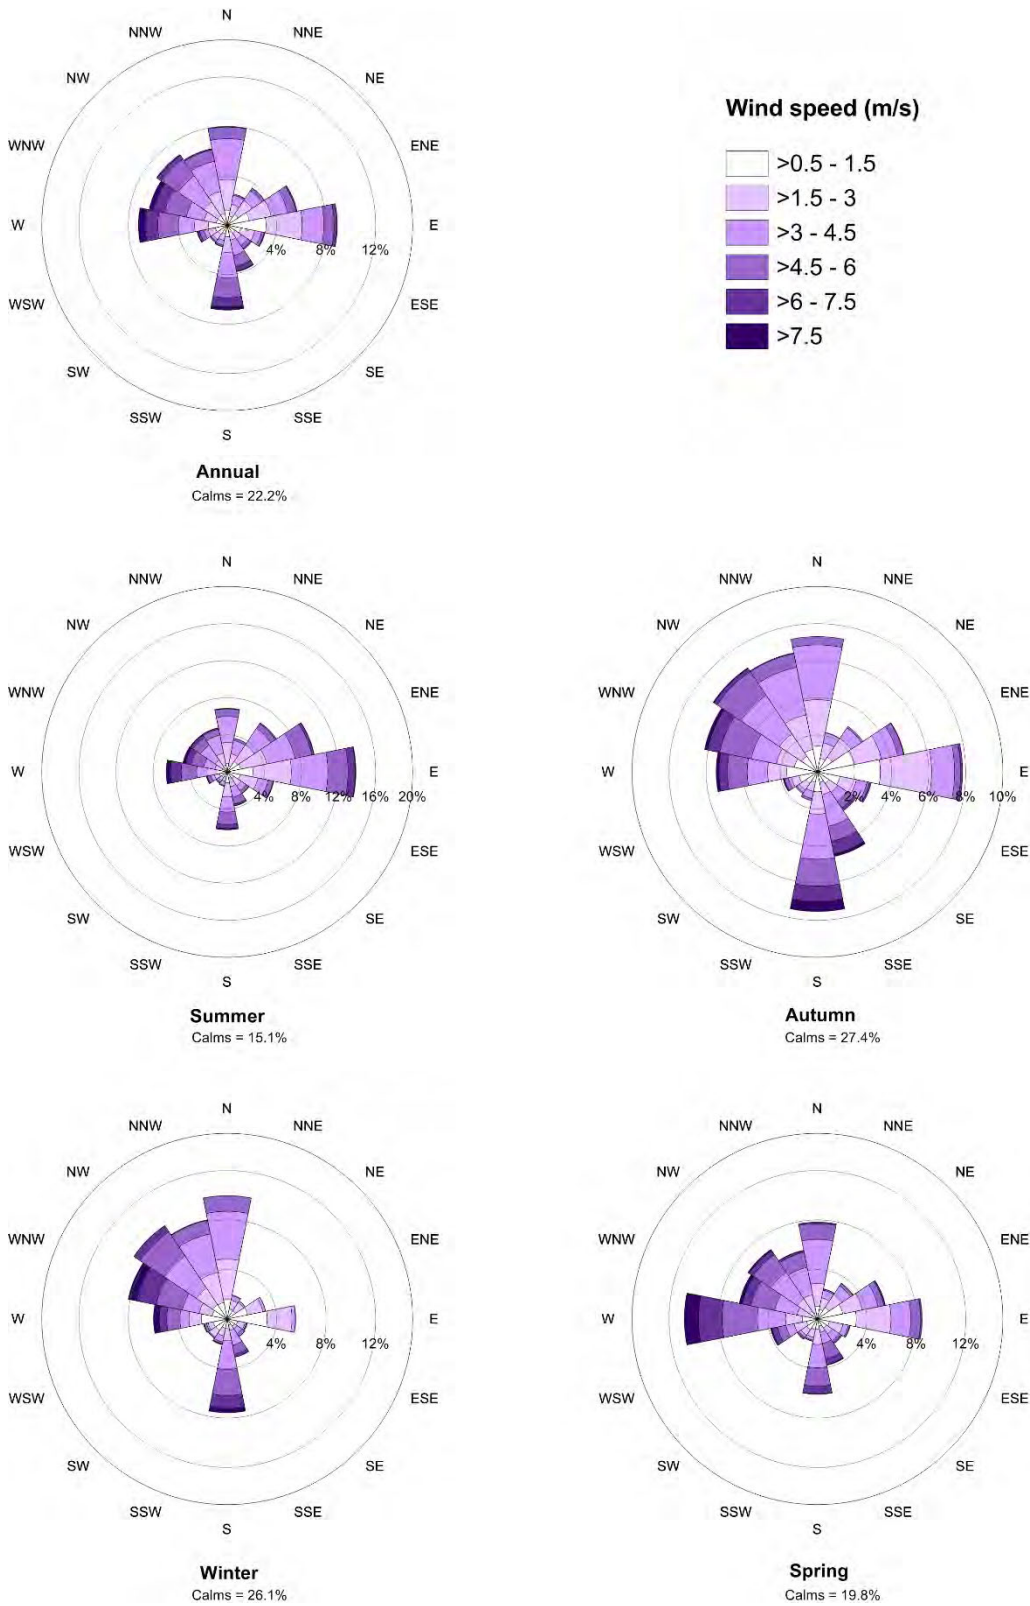 N
NNW NNE
NW NE
WNW ENE
W E
4% 8% 12%
WSW ESE
SW SE
SSW SSE
S
Annual
Calms = 22.2%
Wind speed (m/s)
>0.5 - 1.5
>1.5 - 3
>3 - 4.5
>4.5 - 6
>6 - 7.5
>7.5
N
NNW NNE
NW NE
WNW ENE
W E
4% 8% 12% 16% 20%
WSW ESE
SW SE
SSW SSE
S
Summer
Calms = 15.1%
N
NNW NNE
NW NE
WNW ENE
W E
2% 4% 6% 8% 10%
WSW ESE
SW SE
SSW SSE
S
Autumn
Calms = 27.4%
N
NNW NNE
NW NE
WNW ENE
W E
4% 8% 12%
WSW ESE
SW SE
SSW SSE
S
Winter
Calms = 26.1%
N
NNW NNE
NW NE
WNW ENE
W E
4% 8% 12%
WSW ESE
SW SE
SSW SSE
S
Spring
Calms = 19.8%